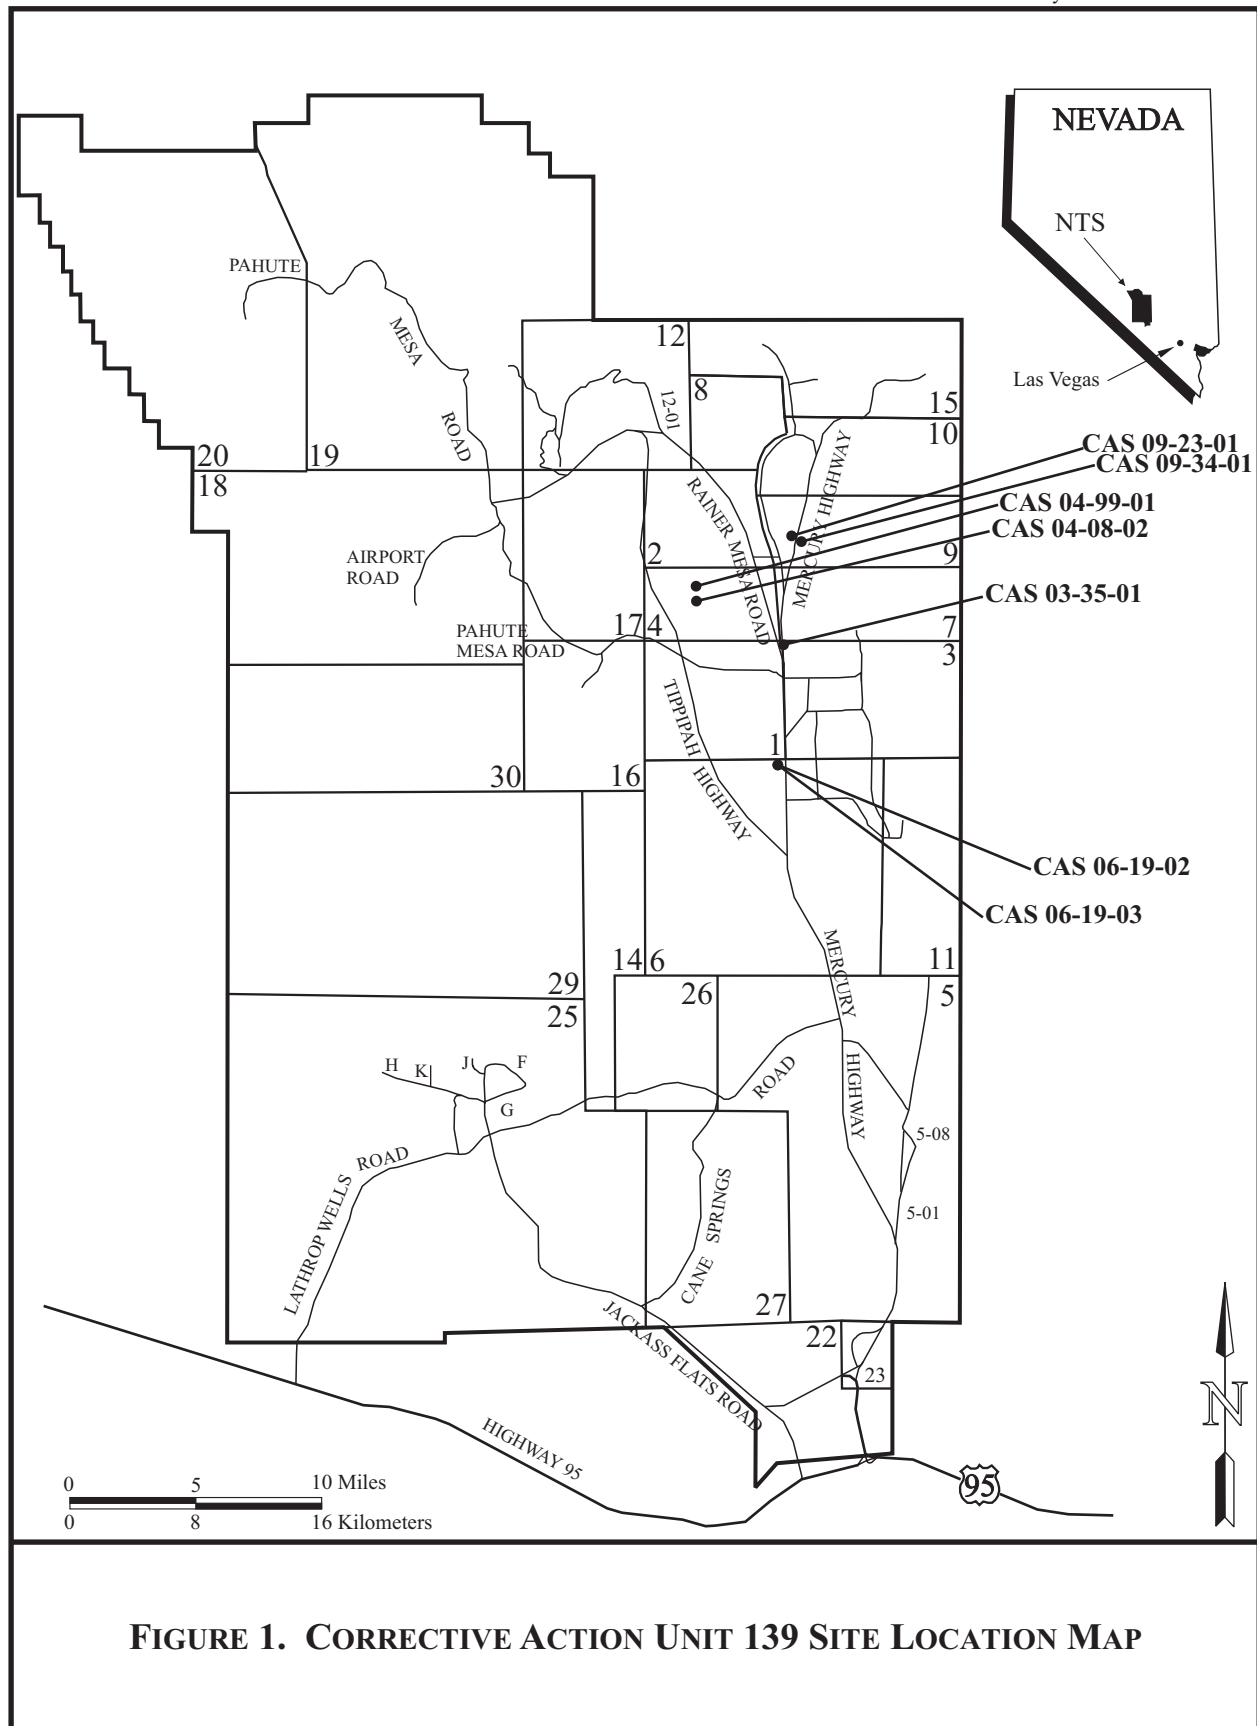 NEVADA
NTS
Las Vegas
PAHUTE
MESA
ROAD
12
8
12-01
15
10
20
19
18
MERCURY HIGHWAY
RAINER MESA ROAD
CAS 09-23-01
CAS 09-34-01
CAS 04-99-01
CAS 04-08-02
AIRPORT
ROAD
2
9
CAS 03-35-01
17
4
7
PAHUTE
MESA ROAD
3
TIPPIPAH HIGHWAY
1
30
16
CAS 06-19-02
CAS 06-19-03
MERCURY
HIGHWAY
14
6
11
29
26
5
25
H
K
J
F
G
ROAD
5-08
LATHROP WELLS ROAD
CANE SPRINGS
5-01
27
JACKASS FLATS ROAD
22
23
N
HIGHWAY 95
95
0 5 10 Miles
0 8 16 Kilometers
FIGURE 1. CORRECTIVE ACTION UNIT 139 SITE LOCATION MAP